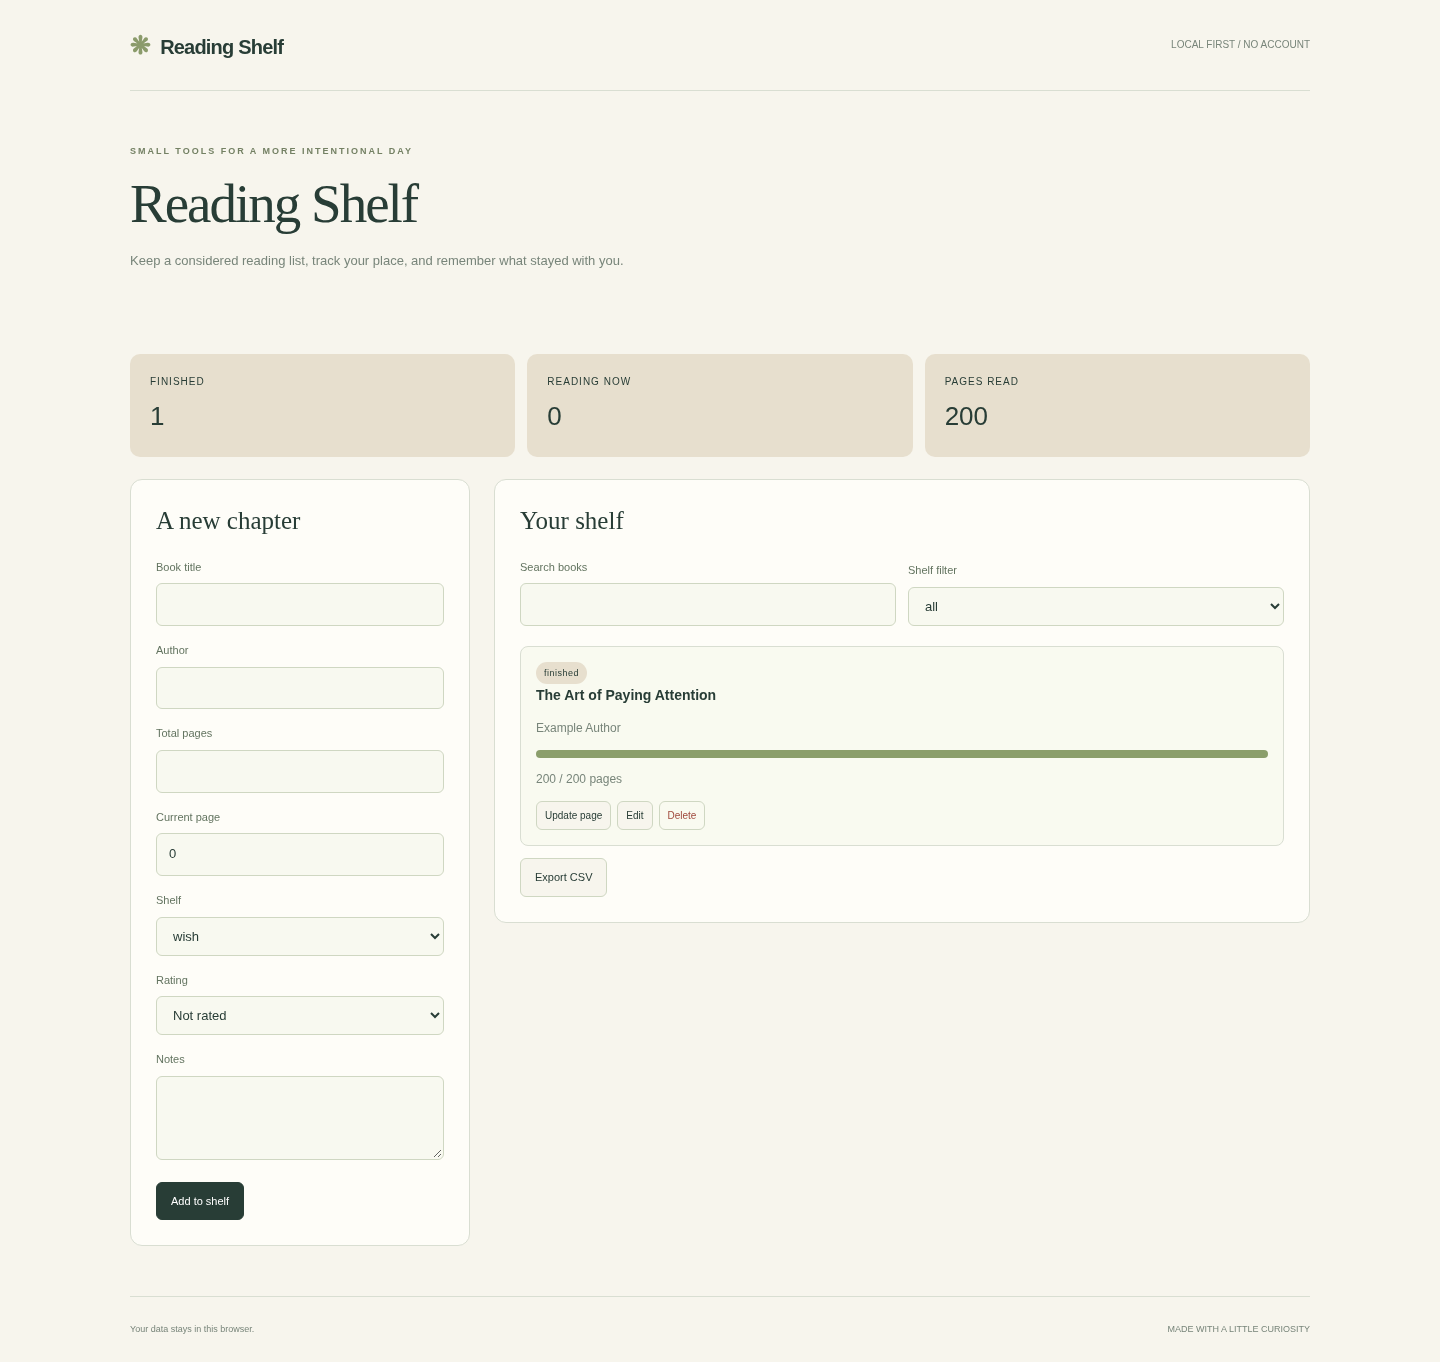 Reading Shelf
LOCAL FIRST / NO ACCOUNT
SMALL TOOLS FOR A MORE INTENTIONAL DAY
Reading Shelf
Keep a considered reading list, track your place, and remember what stayed with you.
FINISHED
1
READING NOW
0
PAGES READ
200
A new chapter
Book title
Author
Total pages
Current page
0
Shelf
wish
Rating
Not rated
Notes
Add to shelf
Your shelf
Search books
Shelf filter
all
finished
The Art of Paying Attention
Example Author
200 / 200 pages
Update page
Edit
Delete
Export CSV
Your data stays in this browser.
MADE WITH A LITTLE CURIOSITY